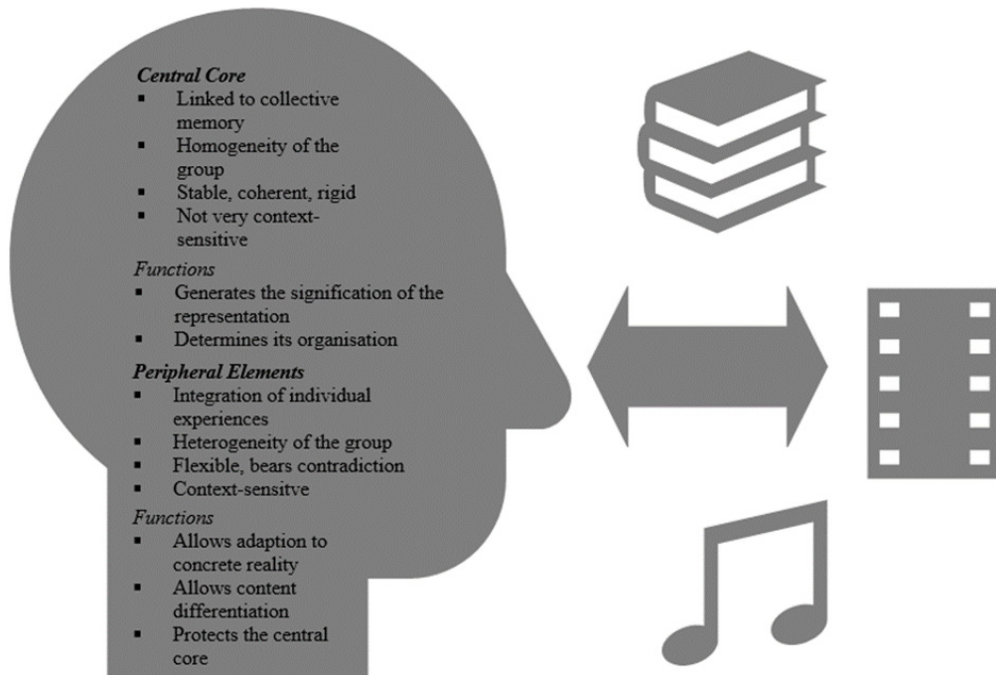 Central Core
▪ Linked to collective
memory
▪ Homogeneity of the
group
▪ Stable, coherent, rigid
▪ Not very context-
sensitive
Functions
▪ Generates the signification of the
representation
▪ Determines its organisation
Peripheral Elements
▪ Integration of individual
experiences
▪ Heterogeneity of the group
▪ Flexible, bears contradiction
▪ Context-sensitve
Functions
▪ Allows adaption to
concrete reality
▪ Allows content
differentiation
▪ Protects the central
core